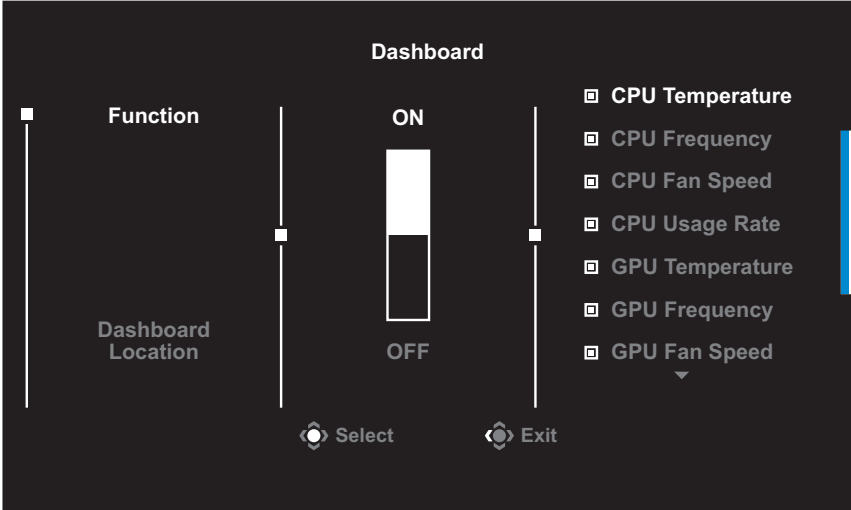 Dashboard
Function
Dashboard
Location
ON
OFF
CPU Temperature
CPU Frequency
CPU Fan Speed
CPU Usage Rate
GPU Temperature
GPU Frequency
GPU Fan Speed
Select
Exit